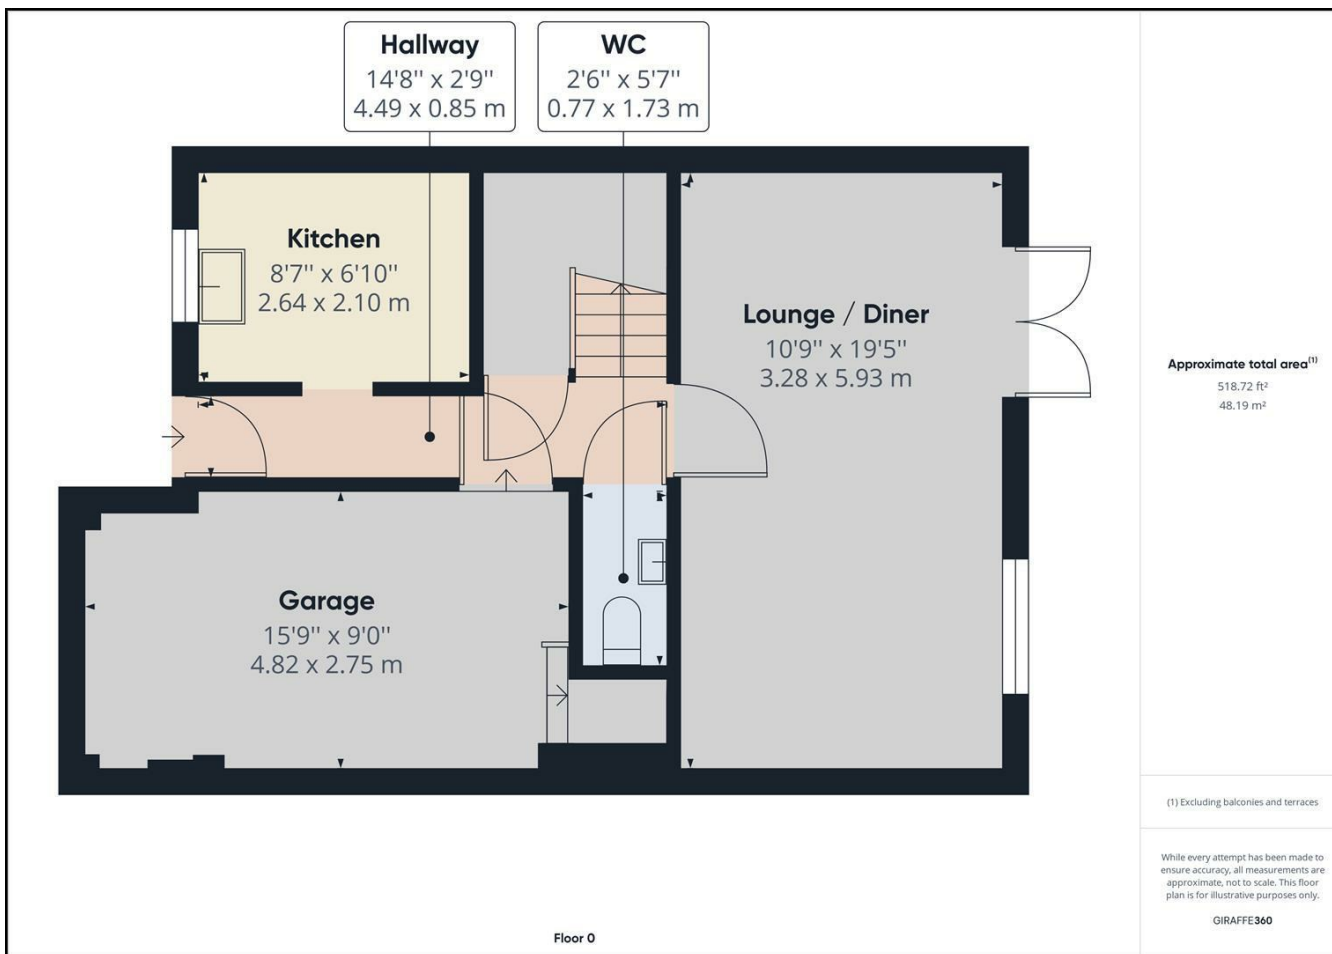 Hallway
14'8" x 2'9"
4.49 x 0.85 m
WC
2'6" x 5'7"
0.77 x 1.73 m
Kitchen
8'7" x 6'10"
2.64 x 2.10 m
Lounge / Diner
10'9" x 19'5"
3.28 x 5.93 m
Garage
15'9" x 9'0"
4.82 x 2.75 m
Floor 0
Approximate total area(1)
518.72 ft²
48.19 m²
(1) Excluding balconies and terraces
While every attempt has been made to
ensure accuracy, all measurements are
approximate, not to scale. This floor
plan is for illustrative purposes only.
GIRAFFE360